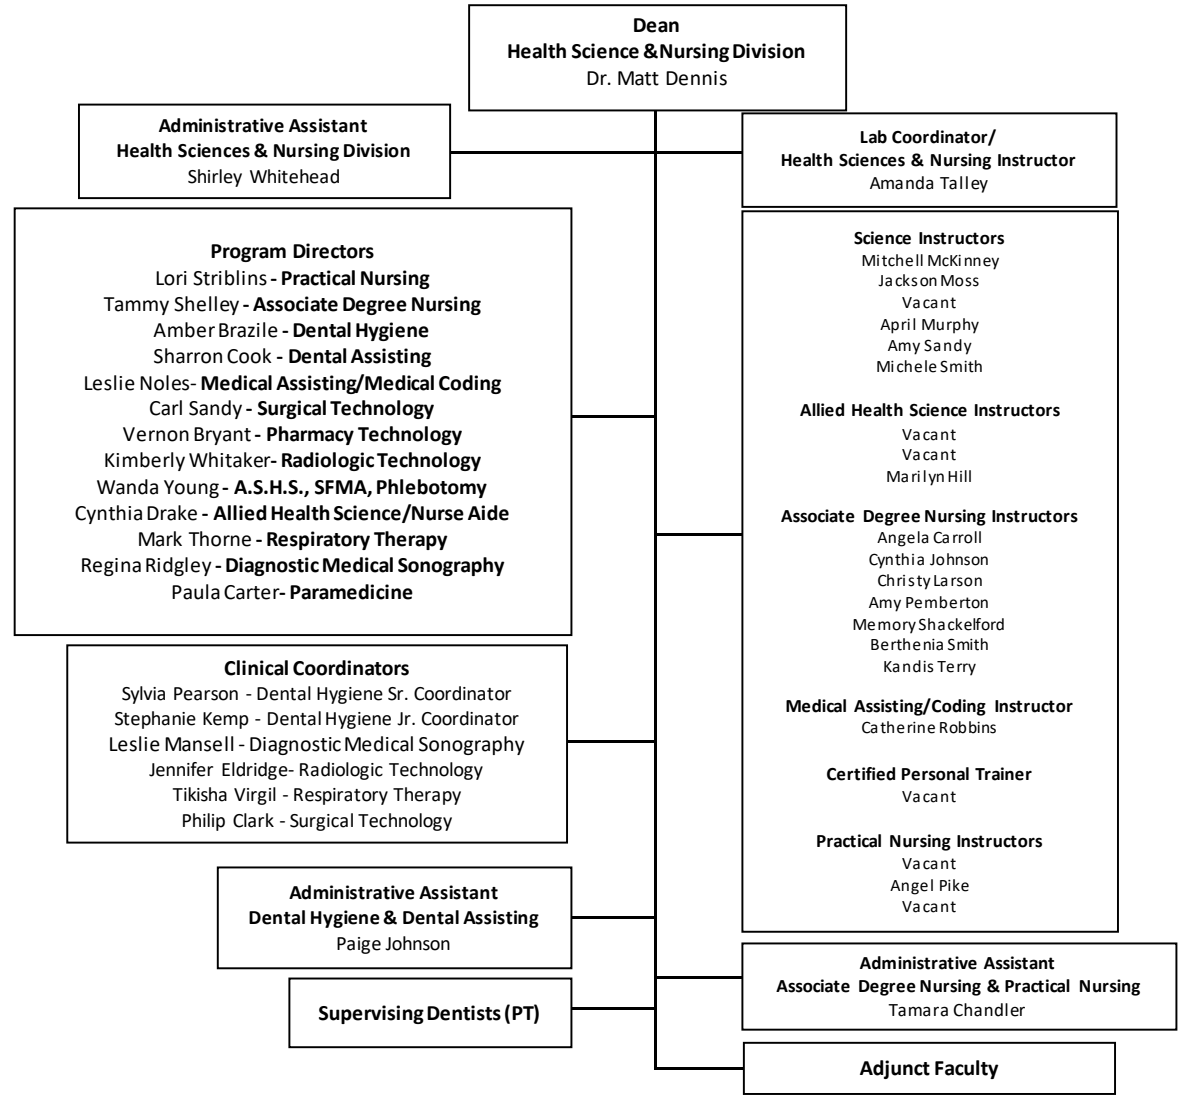 Dean
Health Science &Nursing Division
Dr. Matt Dennis
Administrative Assistant
Health Sciences & Nursing Division
Shirley Whitehead
Lab Coordinator/
Health Sciences & Nursing Instructor
Amanda Talley
Program Directors
Lori Striblins - Practical Nursing
Tammy Shelley - Associate Degree Nursing
Amber Brazile - Dental Hygiene
Sharron Cook - Dental Assisting
Leslie Noles- Medical Assisting/Medical Coding
Carl Sandy - Surgical Technology
Vernon Bryant - Pharmacy Technology
Kimberly Whitaker- Radiologic Technology
Wanda Young - A.S.H.S., SFMA, Phlebotomy
Cynthia Drake - Allied Health Science/Nurse Aide
Mark Thorne - Respiratory Therapy
Regina Ridgley - Diagnostic Medical Sonography
Paula Carter- Paramedicine
Science Instructors
Mitchell McKinney
Jackson Moss
Vacant
April Murphy
Amy Sandy
Michele Smith
Allied Health Science Instructors
Vacant
Vacant
Marilyn Hill
Associate Degree Nursing Instructors
Angela Carroll
Cynthia Johnson
Christy Larson
Amy Pemberton
Memory Shackelford
Berthenia Smith
Kandis Terry
Medical Assisting/Coding Instructor
Catherine Robbins
Certified Personal Trainer
Vacant
Practical Nursing Instructors
Vacant
Angel Pike
Vacant
Clinical Coordinators
Sylvia Pearson - Dental Hygiene Sr. Coordinator
Stephanie Kemp - Dental Hygiene Jr. Coordinator
Leslie Mansell - Diagnostic Medical Sonography
Jennifer Eldridge- Radiologic Technology
Tikisha Virgil - Respiratory Therapy
Philip Clark - Surgical Technology
Administrative Assistant
Dental Hygiene & Dental Assisting
Paige Johnson
Administrative Assistant
Associate Degree Nursing & Practical Nursing
Tamara Chandler
Supervising Dentists (PT)
Adjunct Faculty